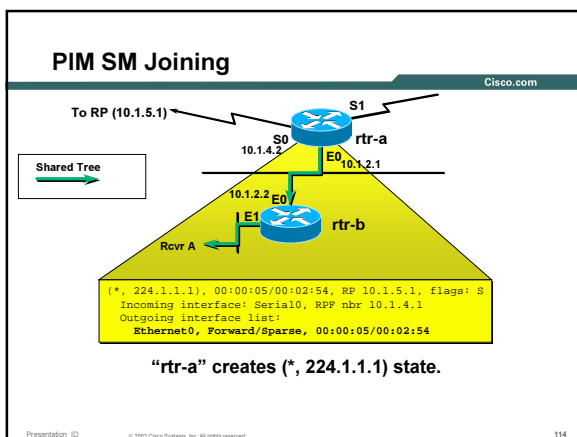 PIM SM Joining
Cisco.com
To RP (10.1.5.1)
S1
S0
rtr-a
10.1.4.2
E0
10.1.2.1
Shared Tree
10.1.2.2
E0
E1
rtr-b
Rcvr A
(*, 224.1.1.1), 00:00:05/00:02:54, RP 10.1.5.1, flags: S
Incoming interface: Serial0, RPF nbr 10.1.4.1
Outgoing interface list:
Ethernet0, Forward/Sparse, 00:00:05/00:02:54
“rtr-a” creates (*, 224.1.1.1) state.
Presentation_ID
© 2003 Cisco Systems, Inc. All rights reserved.
114